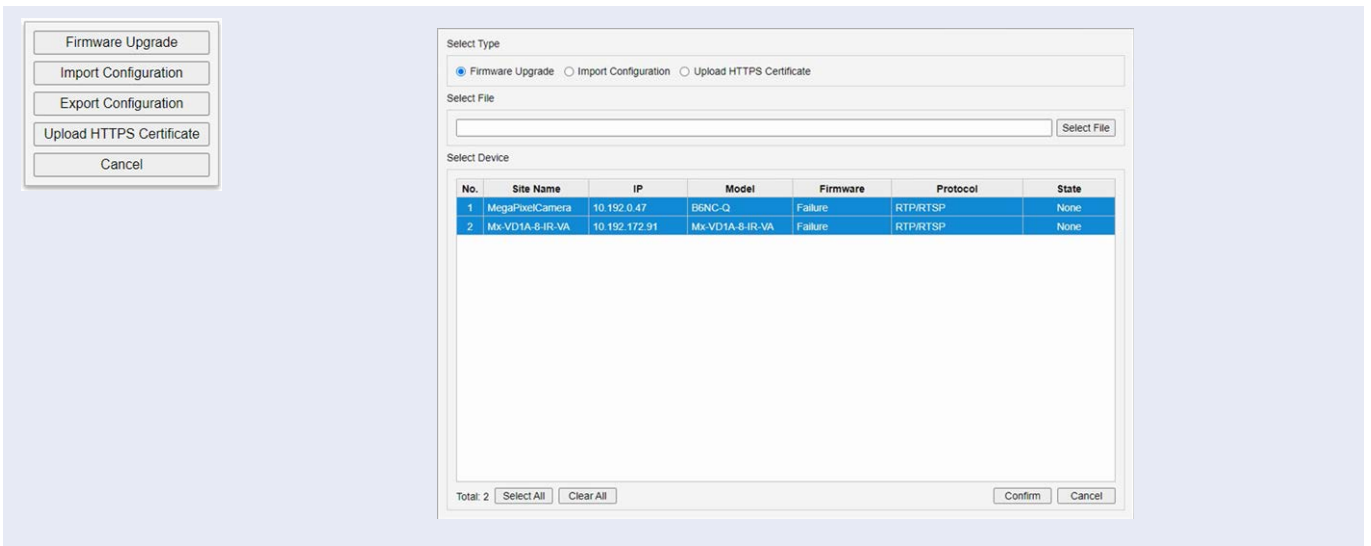 Firmware Upgrade
Import Configuration
Export Configuration
Upload HTTPS Certificate
Cancel
Select Type
Firmware Upgrade Import Configuration Upload HTTPS Certificate
Select File
Select File
Select Device
No. Site Name IP Model Firmware Protocol State
1 MegaPixelCamera 10.192.0.47 B6NC-Q Failure RTP/RTSP None
2 Mx-VD1A-8-IR-VA 10.192.172.91 Mx-VD1A-8-IR-VA Failure RTP/RTSP None
Total: 2 Select All Clear All Confirm Cancel